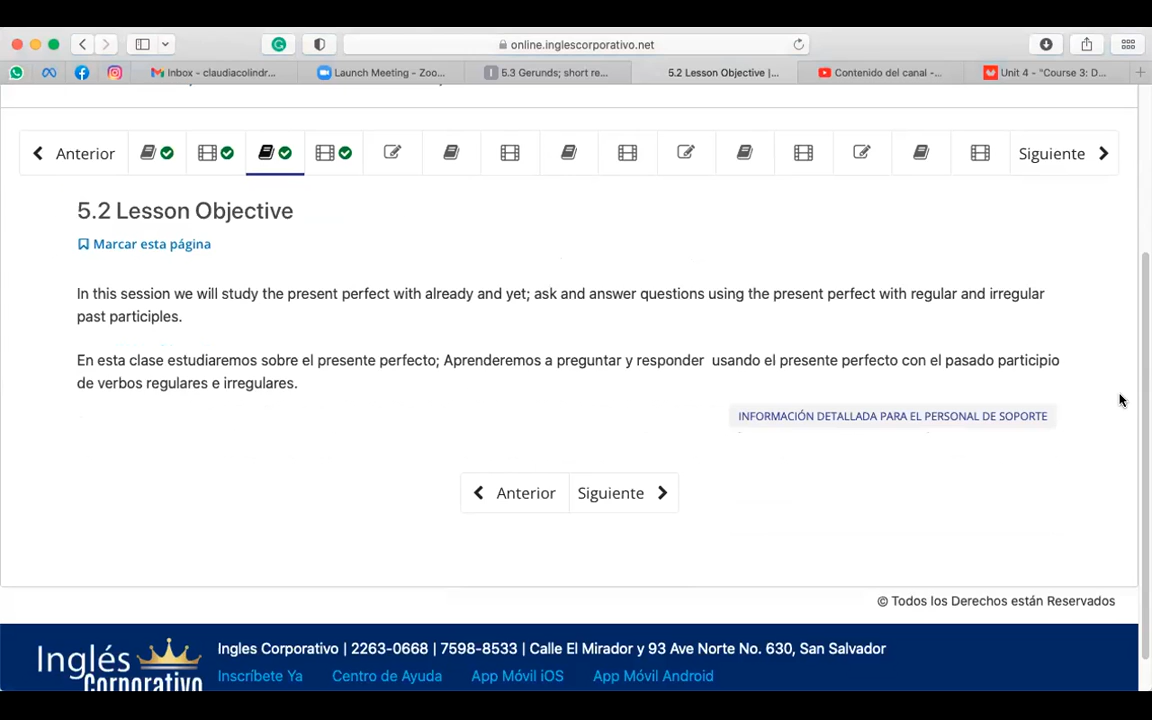 online.inglescorporativo.net
Inbox - claudiacolindr...
Launch Meeting - Zoo...
5.3 Gerunds; short re...
5.2 Lesson Objective |...
Contenido del canal -...
Unit 4 - "Course 3: D...
Anterior
Siguiente
5.2 Lesson Objective
Marcar esta página
In this session we will study the present perfect with already and yet; ask and answer questions using the present perfect with regular and irregular
past participles.
En esta clase estudiaremos sobre el presente perfecto; Aprenderemos a preguntar y responder usando el presente perfecto con el pasado participio
de verbos regulares e irregulares.
INFORMACIÓN DETALLADA PARA EL PERSONAL DE SOPORTE
Anterior
Siguiente
© Todos los Derechos están Reservados
Inglés
Corporativo
Ingles Corporativo | 2263-0668 | 7598-8533 | Calle El Mirador y 93 Ave Norte No. 630, San Salvador
Inscríbete Ya
Centro de Ayuda
App Móvil iOS
App Móvil Android